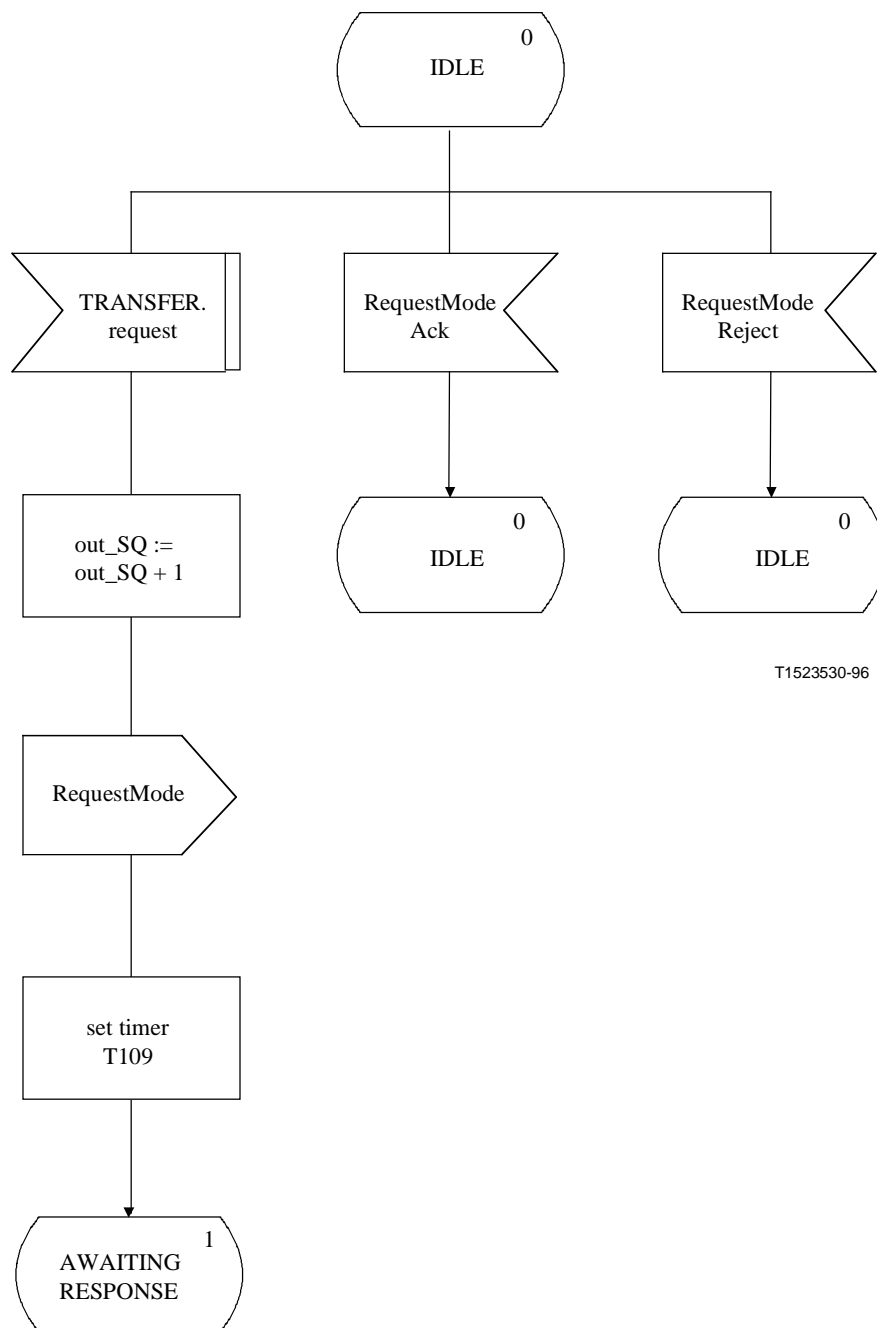 0
IDLE
TRANSFER.
request
RequestMode
Ack
RequestMode
Reject
out_SQ :=
out_SQ + 1
0
IDLE
0
IDLE
T1523530-96
RequestMode
set timer
T109
1
AWAITING
RESPONSE